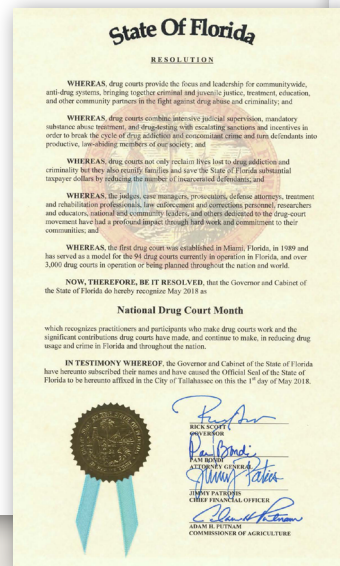 State Of Florida
RESOLUTION
WHEREAS, drug courts provide the focus and leadership for communitywide,
anti-drug systems, bringing together criminal and juvenile justice, treatment, education,
and other community partners in the fight against drug abuse and criminality; and
WHEREAS, drug courts combine intensive judicial supervision, mandatory
substance abuse treatment, and drug-testing with escalating sanctions and incentives in
order to break the cycle of drug addiction and concomitant crime and turn defendants into
productive, law-abiding members of our society; and
WHEREAS, drug courts not only reclaim lives lost to drug addiction and
criminality but they also reunify families and save the State of Florida substantial
taxpayer dollars by reducing the number of incarcerated defendants; and
WHEREAS, the judges, case managers, prosecutors, defense attorneys, treatment
and rehabilitation professionals, law enforcement and corrections personnel, researchers
and educators, national and community leaders, and others dedicated to the drug-court
movement have had a profound impact through hard work and commitment to their
communities; and
WHEREAS, the first drug court was established in Miami, Florida, in 1989 and
has served as a model for the 94 drug courts currently in operation in Florida, and over
3,000 drug courts in operation or being planned throughout the nation and world.
NOW, THEREFORE, BE IT RESOLVED, that the Governor and Cabinet of
the State of Florida do hereby recognize May 2018 as
National Drug Court Month
which recognizes practitioners and participants who make drug courts work and the
significant contributions drug courts have made, and continue to make, in reducing drug
usage and crime in Florida and throughout the nation.
IN TESTIMONY WHEREOF, the Governor and Cabinet of the State of Florida
have hereunto subscribed their names and have caused the Official Seal of the State of
Florida to be hereunto affixed in the City of Tallahassee on this the 1st day of May 2018.
RICK SCOTT
GOVERNOR
Pam Bondi
PAM BONDI
ATTORNEY GENERAL
Jimmy Patronis
JIMMY PATRONIS
CHIEF FINANCIAL OFFICER
Adam H. Putnam
ADAM H. PUTNAM
COMMISSIONER OF AGRICULTURE